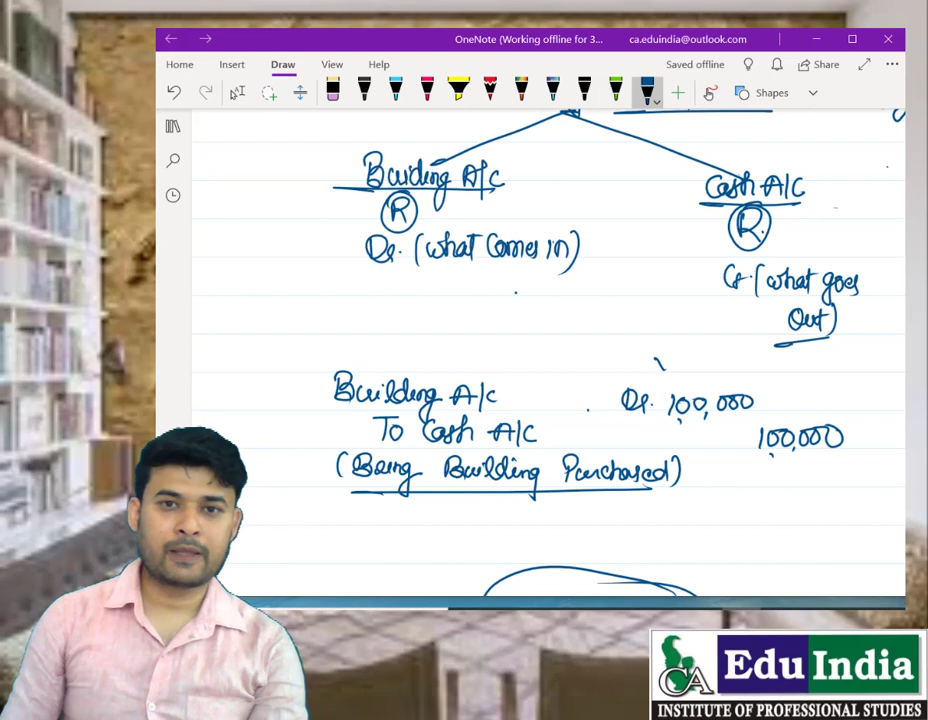 OneNote (Working offline for 3...
ca.eduindia@outlook.com
Home Insert Draw View Help
Saved offline
Share
Shapes
Building A/c
Cash A/c
R
R.
Dr. (what Comes in)
Cr. (what goes
Out)
Building A/c Dr. 100,000
To Cash A/c 100,000
(Being Building Purchased)
CA
Edu India
INSTITUTE OF PROFESSIONAL STUDIES